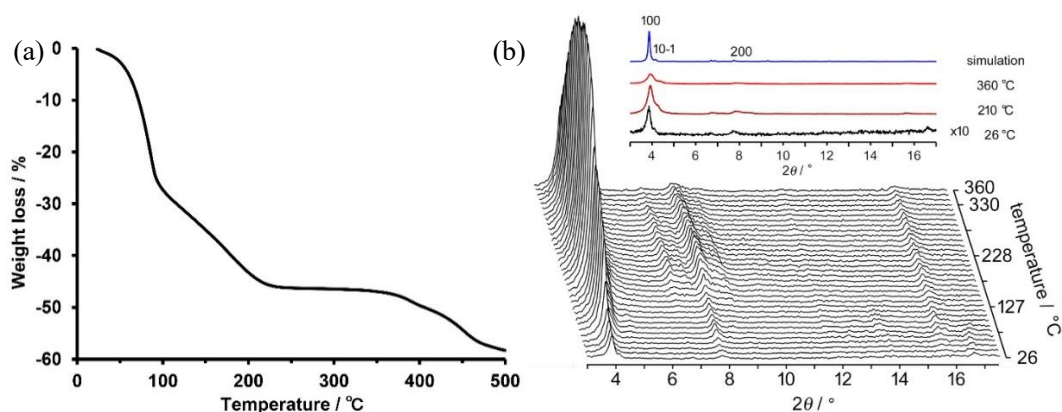 (a)
0
-10
-20
-30
-40
-50
-60
Weight loss / %
0 100 200 300 400 500
Temperature / °C
(b)
100
10-1
200
simulation
360 °C
210 °C
x10 26 °C
4 6 8 10 12 14 16
2θ / °
360
330
228
127
26
temperature / °C
4 6 8 10 12 14 16
2θ / °